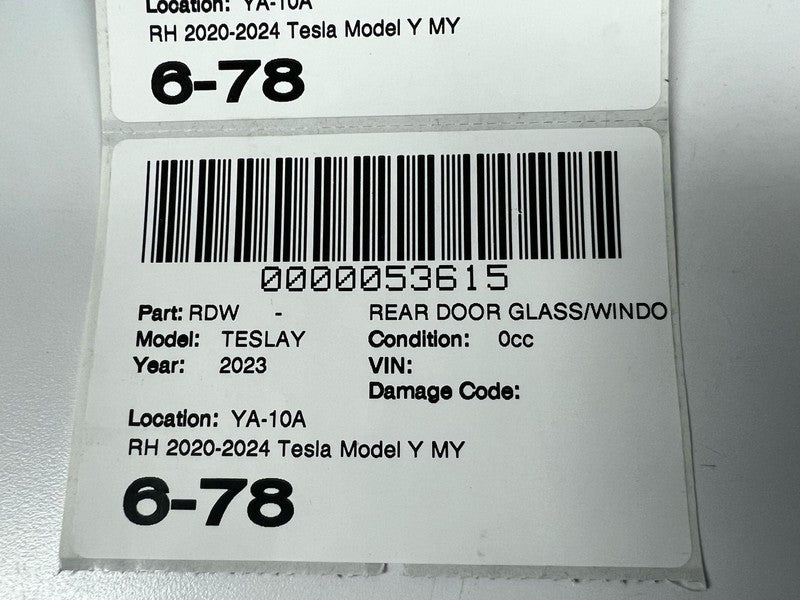 Location: YA-10A
RH 2020-2024 Tesla Model Y MY
6-78
0000053615
Part: RDW - REAR DOOR GLASS/WINDO
Model: TESLAY Condition: 0cc
Year: 2023 VIN:
Damage Code:
Location: YA-10A
RH 2020-2024 Tesla Model Y MY
6-78